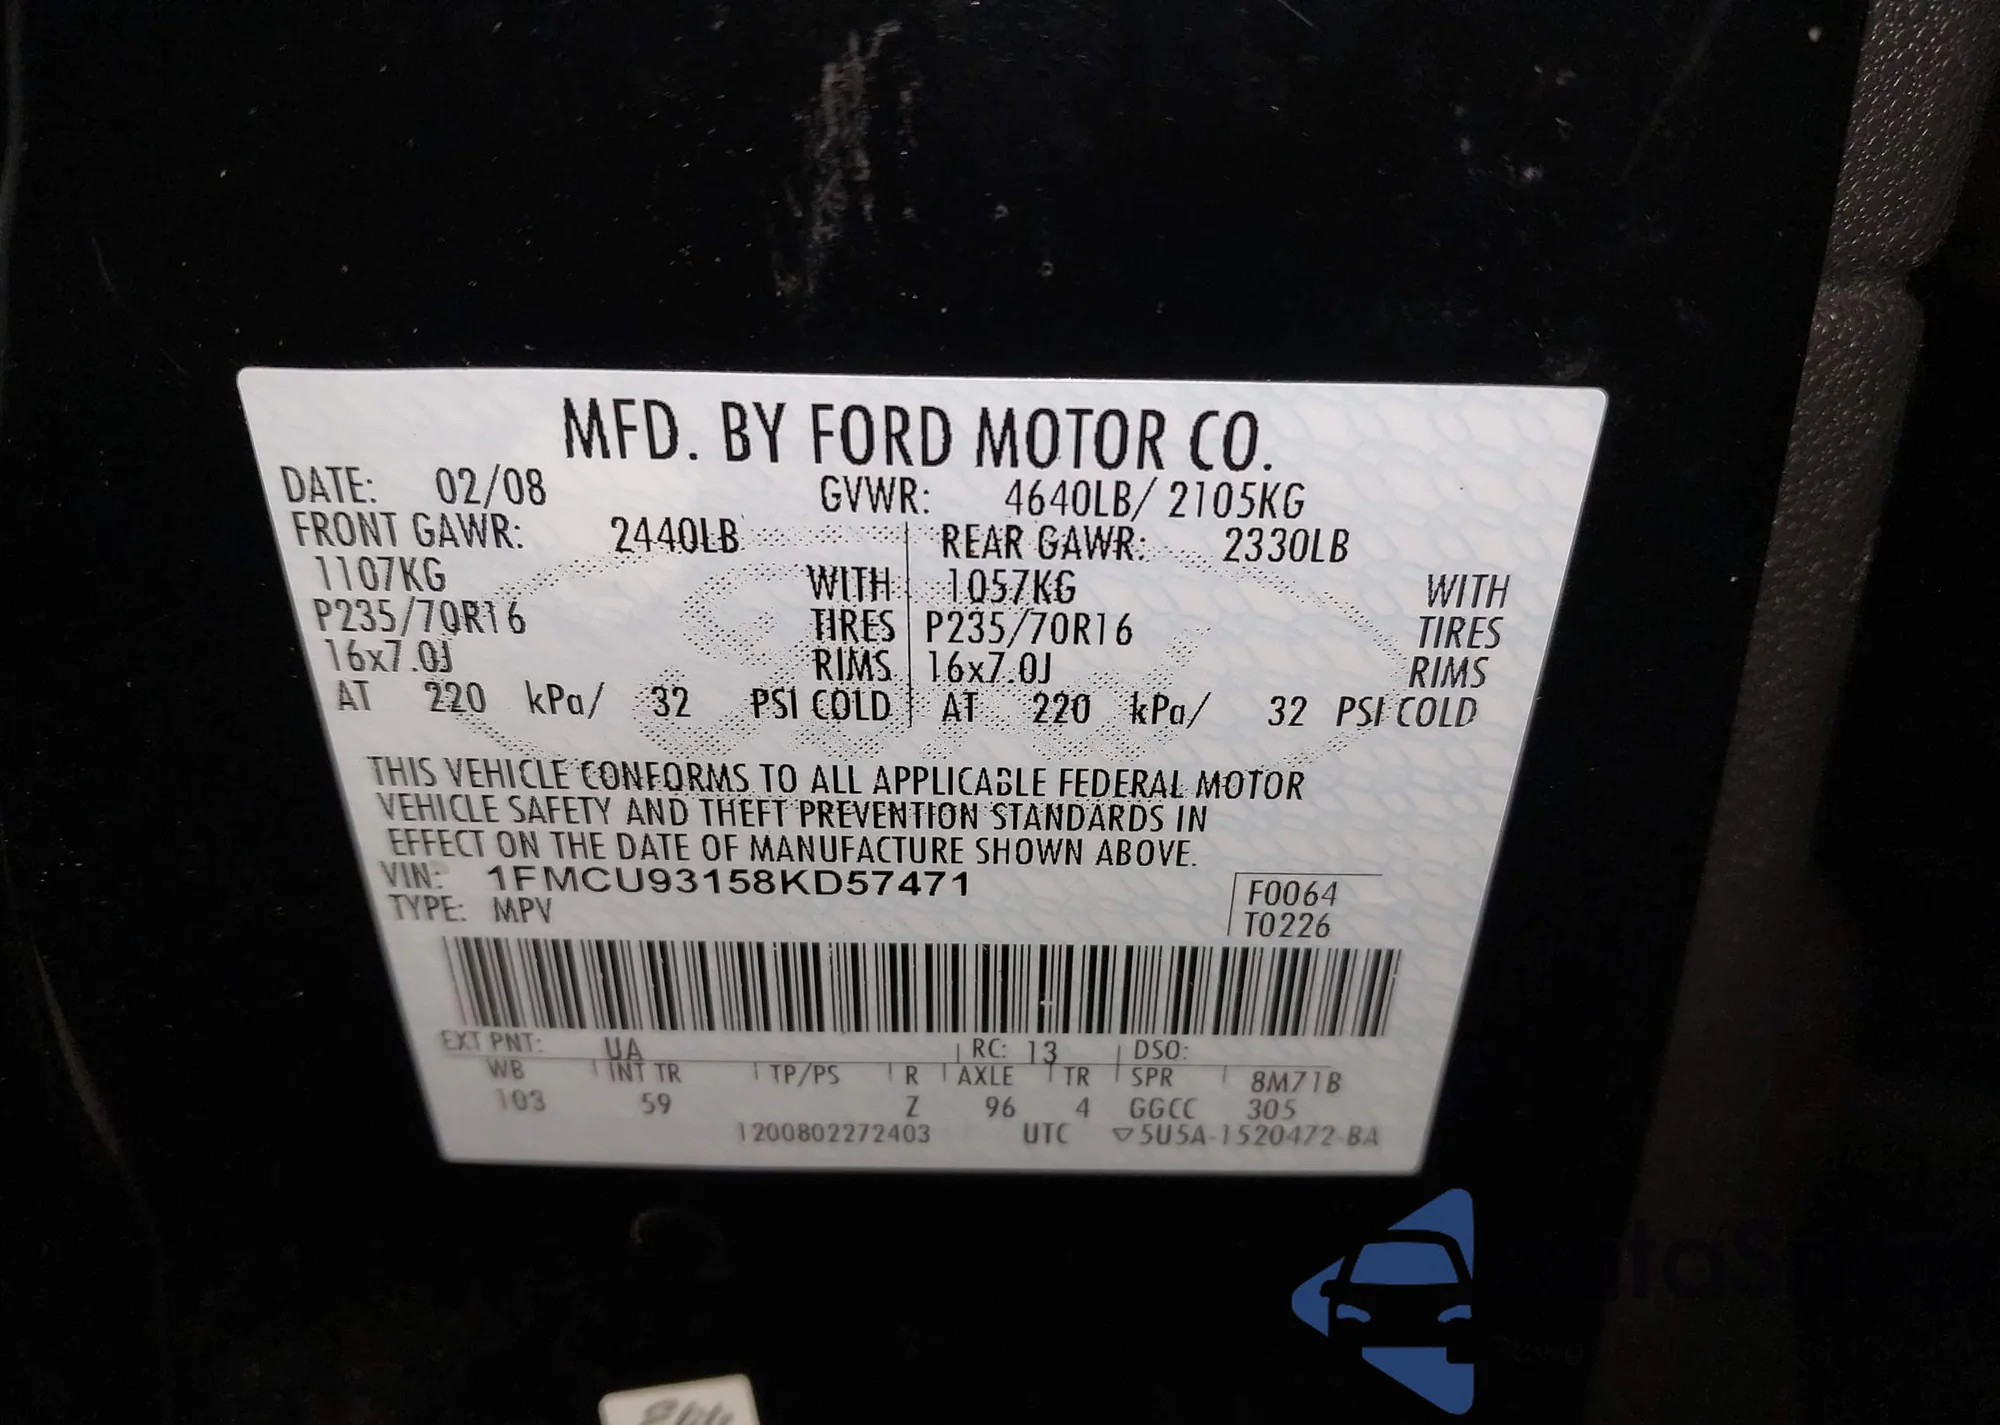 MFD. BY FORD MOTOR CO.
DATE: 02/08 GVWR: 4640LB/ 2105KG
FRONT GAWR: 2440LB REAR GAWR: 2330LB
1107KG WITH 1057KG WITH
P235/70R16 TIRES P235/70R16 TIRES
16x7.0J RIMS 16x7.0J RIMS
AT 220 kPa/ 32 PSI COLD AT 220 kPa/ 32 PSI COLD
THIS VEHICLE CONFORMS TO ALL APPLICABLE FEDERAL MOTOR
VEHICLE SAFETY AND THEFT PREVENTION STANDARDS IN
EFFECT ON THE DATE OF MANUFACTURE SHOWN ABOVE.
VIN: 1FMCU93158KD57471 F0064
TYPE: MPV T0226
EXT PNT: UA RC: 13 DSO:
WB INT TR TP/PS R AXLE TR SPR 8M71B
103 59 Z 96 4 GGCC 305
1200802272403 UTC ▽5U5A-1520472-BA